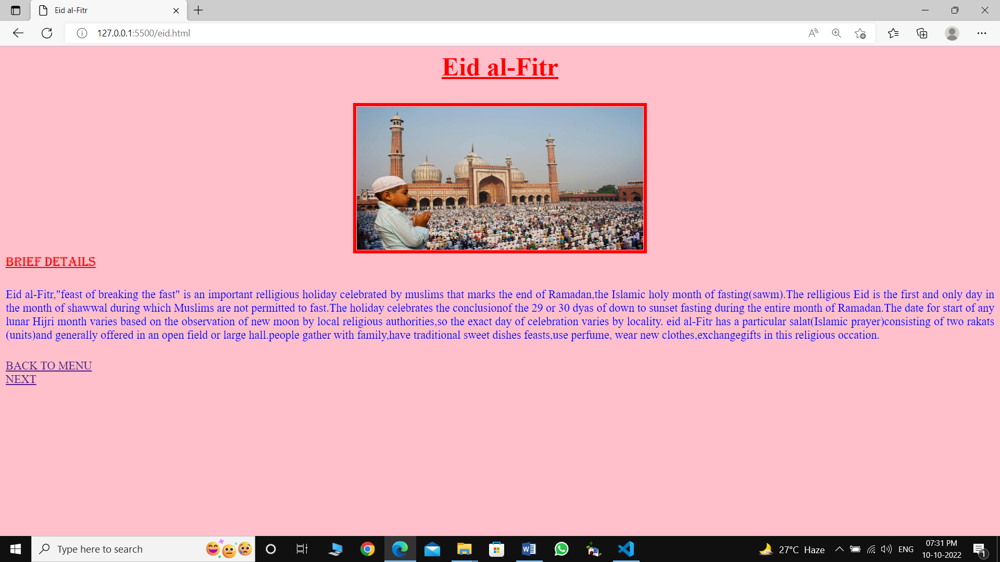 Eid al-Fitr
127.0.0.1:5500/eid.html
Eid al-Fitr
BRIEF DETAILS
Eid al-Fitr,"feast of breaking the fast" is an important relligious holiday celebrated by muslims that marks the end of Ramadan,the Islamic holy month of fasting(sawm).The relligious Eid is the first and only day in
the month of shawwal during which Muslims are not permitted to fast.The holiday celebrates the conclusionof the 29 or 30 dyas of down to sunset fasting during the entire month of Ramadan.The date for start of any
lunar Hijri month varies based on the observation of new moon by local religious authorities,so the exact day of celebration varies by locality. eid al-Fitr has a particular salat(Islamic prayer)consisting of two rakats
(units)and generally offered in an open field or large hall.people gather with family,have traditional sweet dishes feasts,use perfume, wear new clothes,exchangegifts in this religious occation.
BACK TO MENU
NEXT
Type here to search
27°C Haze
ENG
07:31 PM
10-10-2022
1